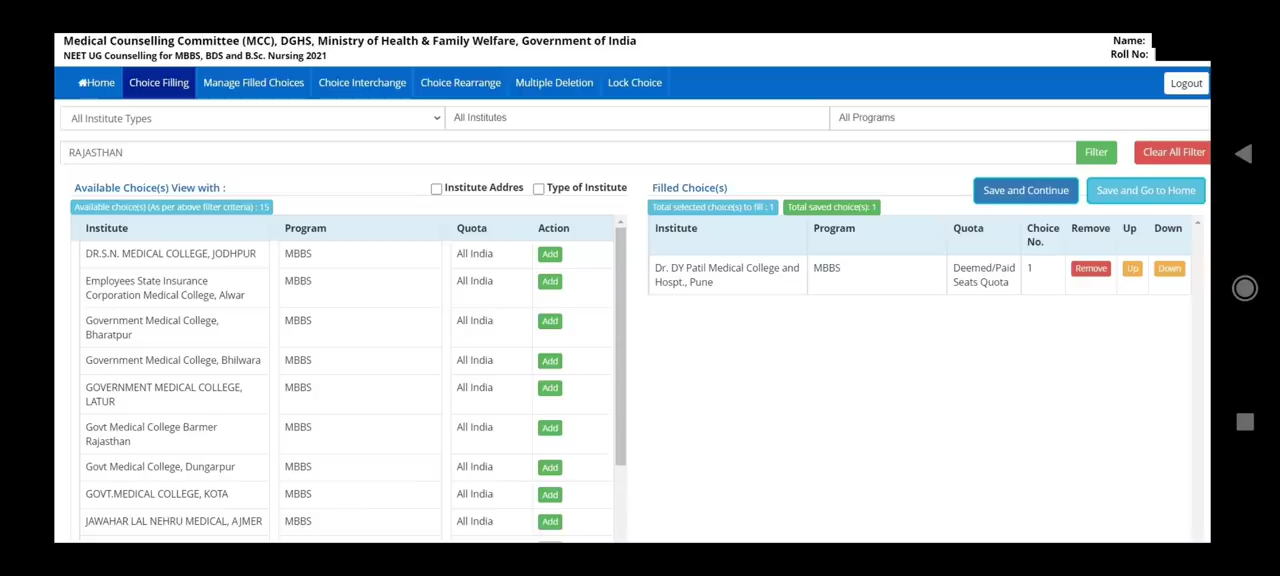 Medical Counselling Committee (MCC), DGHS, Ministry of Health & Family Welfare, Government of India
NEET UG Counselling for MBBS, BDS and B.Sc. Nursing 2021
Name:
Roll No:
Home Choice Filling Manage Filled Choices Choice Interchange Choice Rearrange Multiple Deletion Lock Choice Logout
All Institute Types All Institutes All Programs
RAJASTHAN Filter Clear All Filter
Available Choice(s) View with : Institute Addres Type of Institute
Available choice(s) (As per above filter criteria) : 15
Institute Program Quota Action
DR.S.N. MEDICAL COLLEGE, JODHPUR MBBS All India Add
Employees State Insurance MBBS All India Add
Corporation Medical College, Alwar
Government Medical College, MBBS All India Add
Bharatpur
Government Medical College, Bhilwara MBBS All India Add
GOVERNMENT MEDICAL COLLEGE, MBBS All India Add
LATUR
Govt Medical College Barmer MBBS All India Add
Rajasthan
Govt Medical College, Dungarpur MBBS All India Add
GOVT.MEDICAL COLLEGE, KOTA MBBS All India Add
JAWAHAR LAL NEHRU MEDICAL, AJMER MBBS All India Add
Filled Choice(s) Save and Continue Save and Go to Home
Total selected choice(s) to fill : 1 Total saved choice(s): 1
Institute Program Quota Choice Remove Up Down
No.
Dr. DY Patil Medical College and MBBS Deemed/Paid 1 Remove Up Down
Hospt., Pune Seats Quota